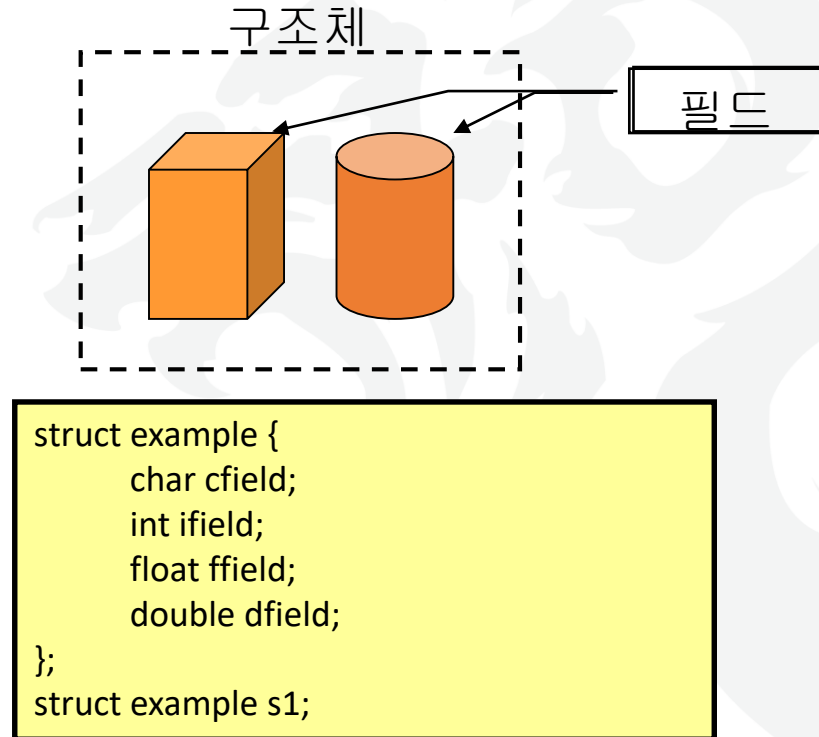 구조체
필드
struct example {
char cfield;
int ifield;
float ffield;
double dfield;
};
struct example s1;